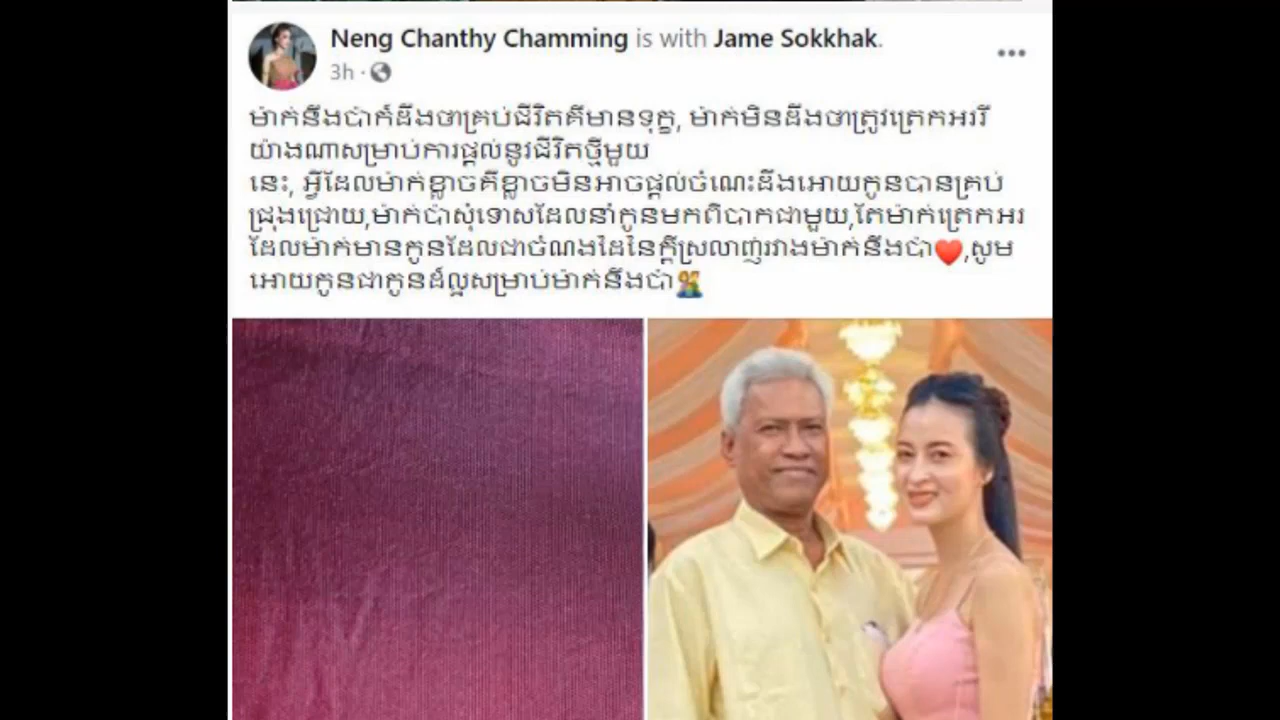 Neng Chanthy Chamming is with Jame Sokkhak.
3h ·
ម៉ាក់នឹងប៉ាក៏ដឹងថាគ្រប់ជីវិតគឺមានទុក្ខ, ម៉ាក់មិនដឹងថាត្រូវត្រេកអររី
យ៉ាងណាសម្រាប់ការផ្តល់នូវជីវិតថ្មីមួយ
នេះ, អ្វីដែលម៉ាក់ខ្លាចគឺខ្លាចមិនអាចផ្តល់ចំណេះដឹងអោយកូនបានគ្រប់
ជ្រុងជ្រោយ,ម៉ាក់ប៉ាសុំទោសដែលនាំកូនមកពិបាកជាមួយ,តែម៉ាក់ត្រេកអរ
ដែលម៉ាក់មានកូនដែលជាចំណងដៃនៃក្តីស្រលាញ់រវាងម៉ាក់នឹងប៉ា❤️,សូម
អោយកូនជាកូនដ៏ល្អសម្រាប់ម៉ាក់នឹងប៉ា